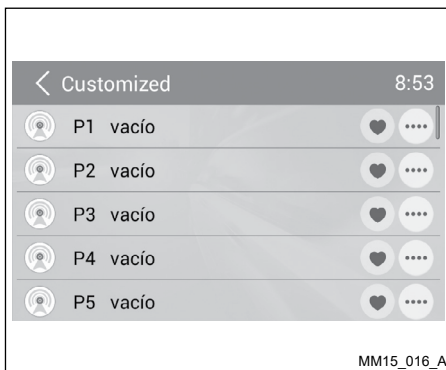 Customized 8:53
P1 vacío
P2 vacío
P3 vacío
P4 vacío
P5 vacío
MM15_016_A